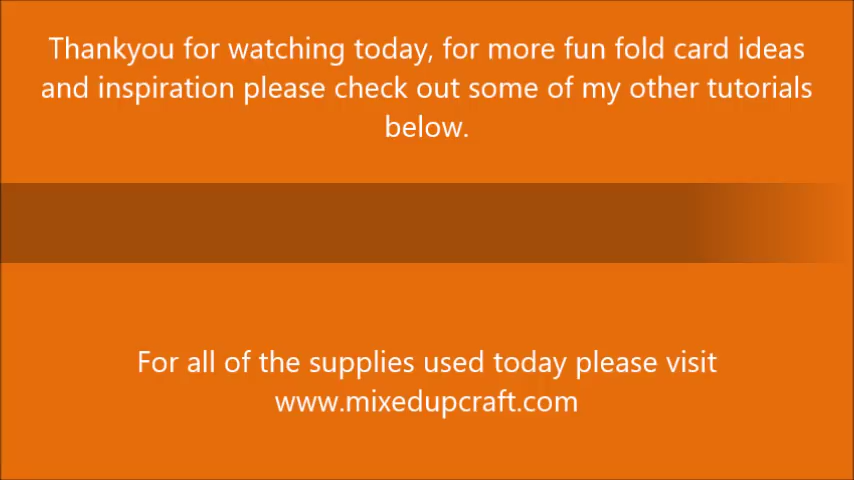 Thankyou for watching today, for more fun fold card ideas
and inspiration please check out some of my other tutorials
below.
For all of the supplies used today please visit
www.mixedupcraft.com